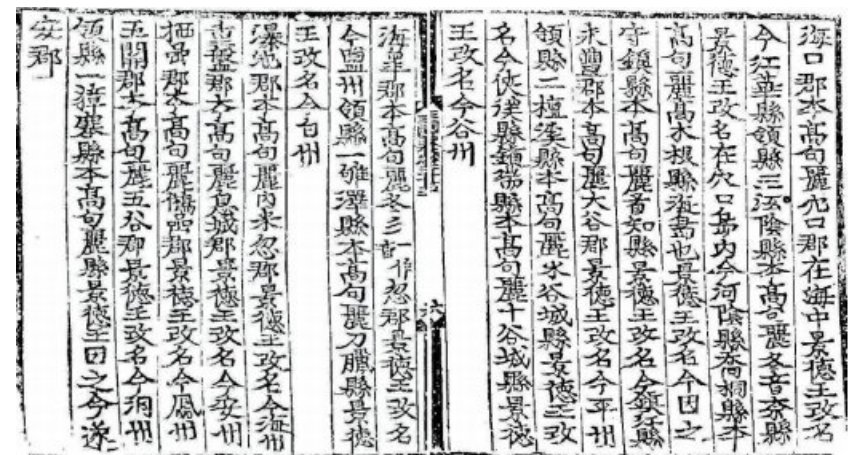 海口郡本高句麗穴口郡在海中景德王改名
今江華縣領縣三沍陰縣本高句麗冬音奈縣
景德王改名在穴口島內今河陰縣喬桐縣本
高句麗高木根縣海島也景德王改名今因之
守鎭縣本高句麗首知縣景德王改名今鎭江縣
永豐郡本高句麗大谷郡景德王改名今平州
領縣二檀溪縣本高句麗水谷城縣景德王改
名今俠溪縣鎭瑞縣本高句麗十谷城縣景德
王改名今谷州
六
海皐郡本高句麗冬彡一作音忽郡景德王改名
今盬州領縣一雊澤縣本高句麗刀臘縣景德
王改名今白州
瀑池郡本高句麗內米忽郡景德王改名今海州
重盤郡本高句麗息城郡景德王改名今安州
栖嵒郡本高句麗鵂嵒郡景德王改名今鳳州
五關郡本高句麗五谷郡景德王改名今洞州
領縣一獐塞縣本高句麗縣景德王因之今遂
安郡